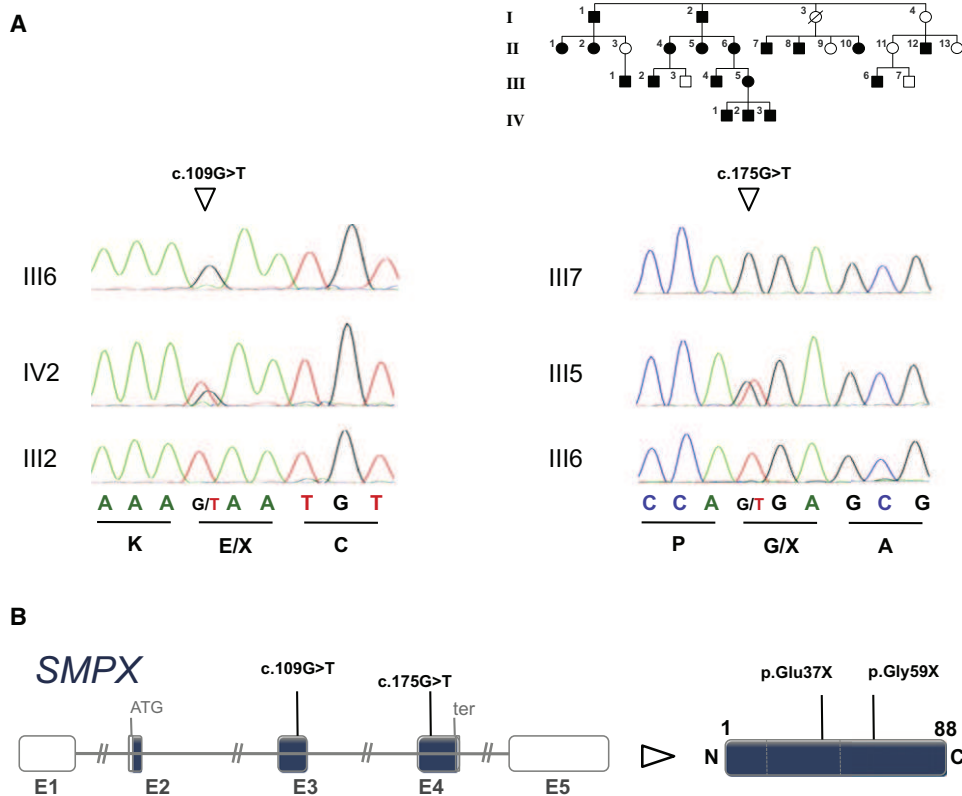 A
I
1 2 3 4
II
1 2 3 4 5 6 7 8 9 10 11 12 13
III
1 2 3 4 5 6 7
IV
1 2 3
c.109G>T
c.175G>T
III6
III7
IV2
III5
III2
III6
A A A G/T A A T G T
K E/X C
C C A G/T G A G C G
P G/X A
B
SMPX
ATG
c.109G>T
c.175G>T
ter
E1 E2 E3 E4 E5
p.Glu37X
p.Gly59X
1 88
N C